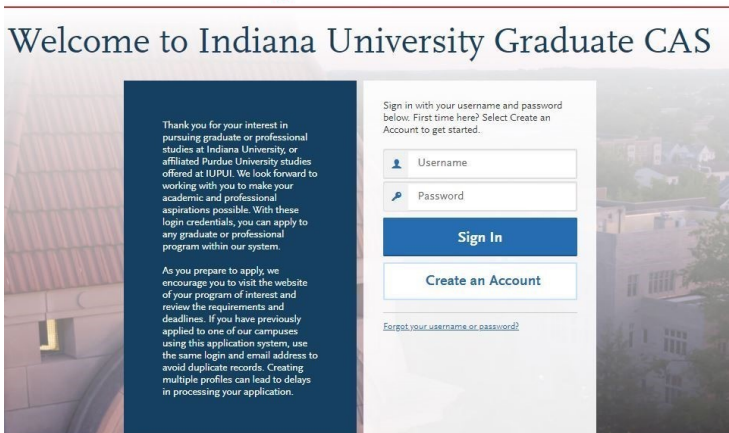 Welcome to Indiana University Graduate CAS
Thank you for your interest in
pursuing graduate or professional
studies at Indiana University, or
affiliated Purdue University studies
offered at IUPUI. We look forward to
working with you to make your
academic and professional
aspirations possible. With these
login credentials, you can apply to
any graduate or professional
program within our system.
As you prepare to apply, we
encourage you to visit the website
of your program of interest and
review the requirements and
deadlines. If you have previously
applied to one of our campuses
using this application system, use
the same login and email address to
avoid duplicate records. Creating
multiple profiles can lead to delays
in processing your application.
Sign in with your username and password
below. First time here? Select Create an
Account to get started.
Username
Password
Sign In
Create an Account
Forgot your username or password?